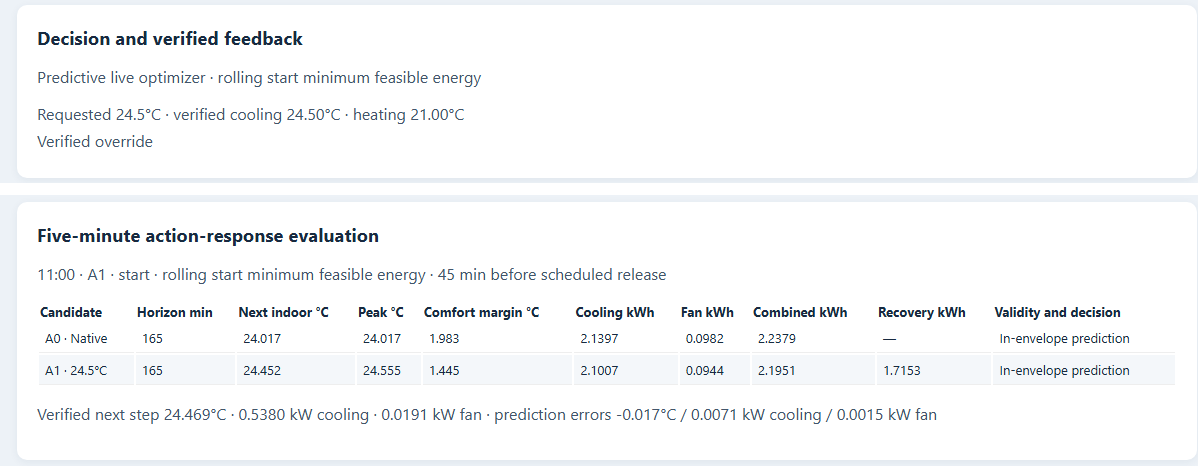 Decision and verified feedback
Predictive live optimizer · rolling start minimum feasible energy
Requested 24.5°C · verified cooling 24.50°C · heating 21.00°C
Verified override
Five-minute action-response evaluation
11:00 · A1 · start · rolling start minimum feasible energy · 45 min before scheduled release
Candidate Horizon min Next indoor °C Peak °C Comfort margin °C Cooling kWh Fan kWh Combined kWh Recovery kWh Validity and decision
A0 · Native 165 24.017 24.017 1.983 2.1397 0.0982 2.2379 — In-envelope prediction
A1 · 24.5°C 165 24.452 24.555 1.445 2.1007 0.0944 2.1951 1.7153 In-envelope prediction
Verified next step 24.469°C · 0.5380 kW cooling · 0.0191 kW fan · prediction errors -0.017°C / 0.0071 kW cooling / 0.0015 kW fan